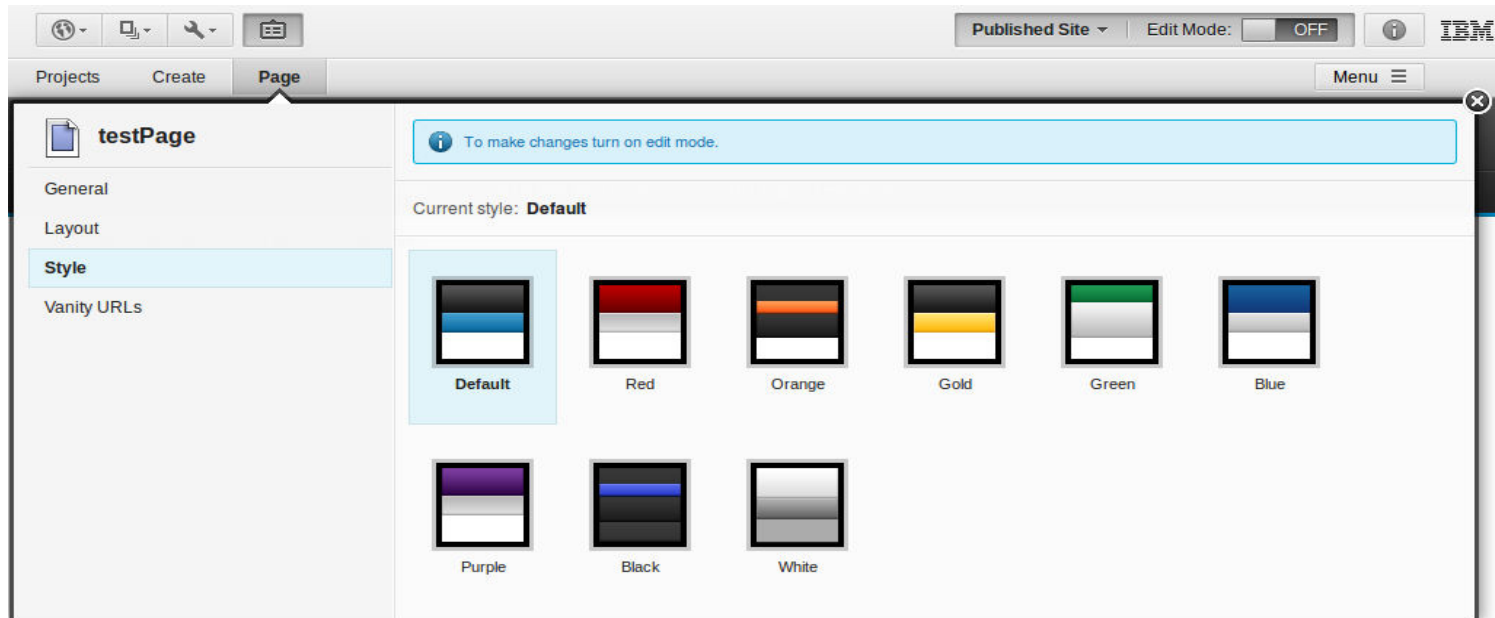 Published Site Edit Mode: OFF IBM
Projects Create Page Menu
testPage
To make changes turn on edit mode.
General
Current style: Default
Layout
Style
Vanity URLs
Default Red Orange Gold Green Blue
Purple Black White